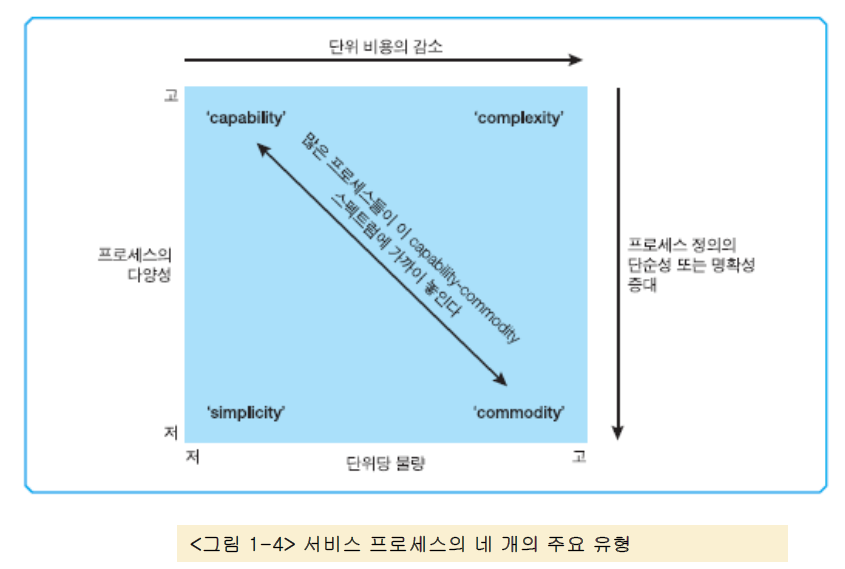 단위 비용의 감소
고
'capability'
'complexity'
많은 프로세스들이 이 capability-commodity
스펙트럼에 가까이 놓인다
프로세스의
다양성
프로세스 정의의
단순성 또는 명확성
증대
'simplicity'
'commodity'
저
저
단위당 물량
고
<그림 1-4> 서비스 프로세스의 네 개의 주요 유형